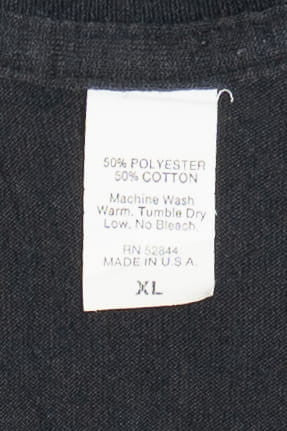 50% POLYESTER
50% COTTON
Machine Wash
Warm. Tumble Dry
Low. No Bleach.
RN 52844
MADE IN U.S.A.
XL